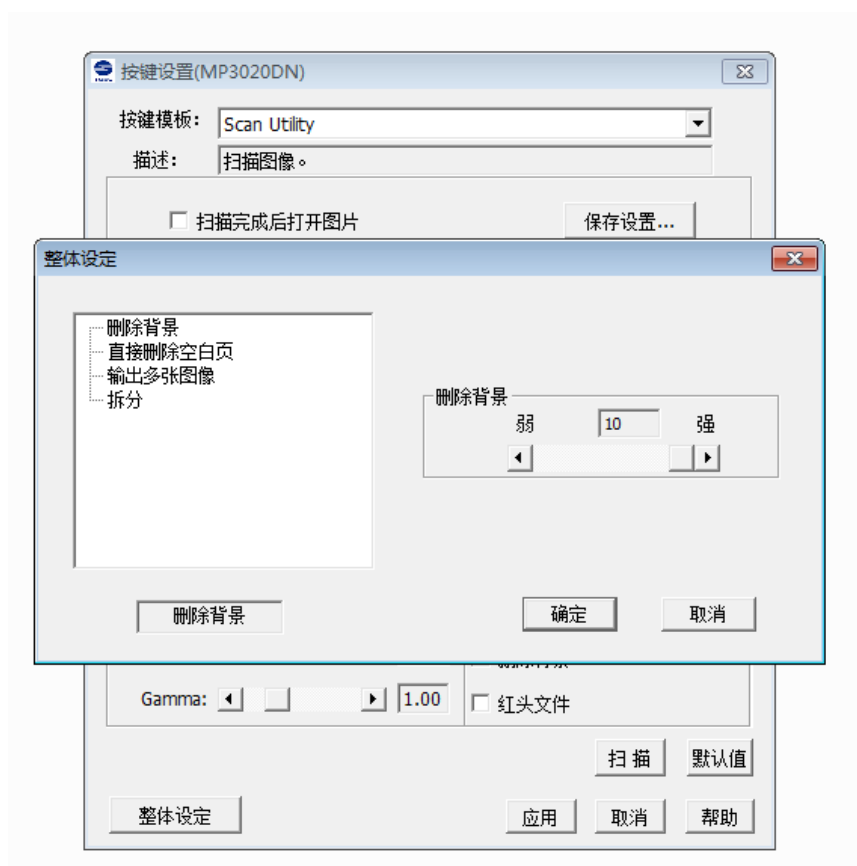 按键设置(MP3020DN)
按键模板：
Scan Utility
描述：
扫描图像。
扫描完成后打开图片
保存设置...
整体设定
删除背景
直接删除空白页
输出多张图像
拆分
删除背景
弱 10 强
删除背景
确定 取消
Gamma: 1.00
红头文件
扫 描 默认值
整体设定 应用 取消 帮助